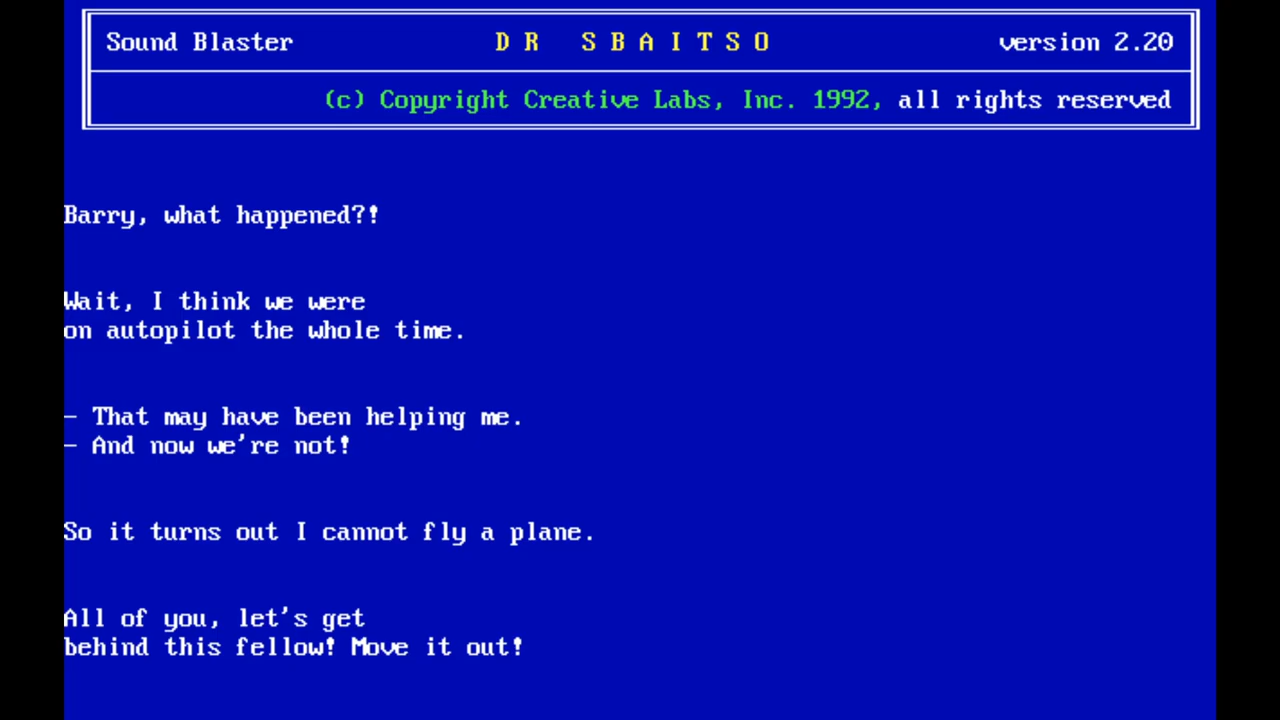 Sound Blaster D R S B A I T S O version 2.20
(c) Copyright Creative Labs, Inc. 1992, all rights reserved
Barry, what happened?!
Wait, I think we were
on autopilot the whole time.
– That may have been helping me.
– And now we're not!
So it turns out I cannot fly a plane.
All of you, let's get
behind this fellow! Move it out!